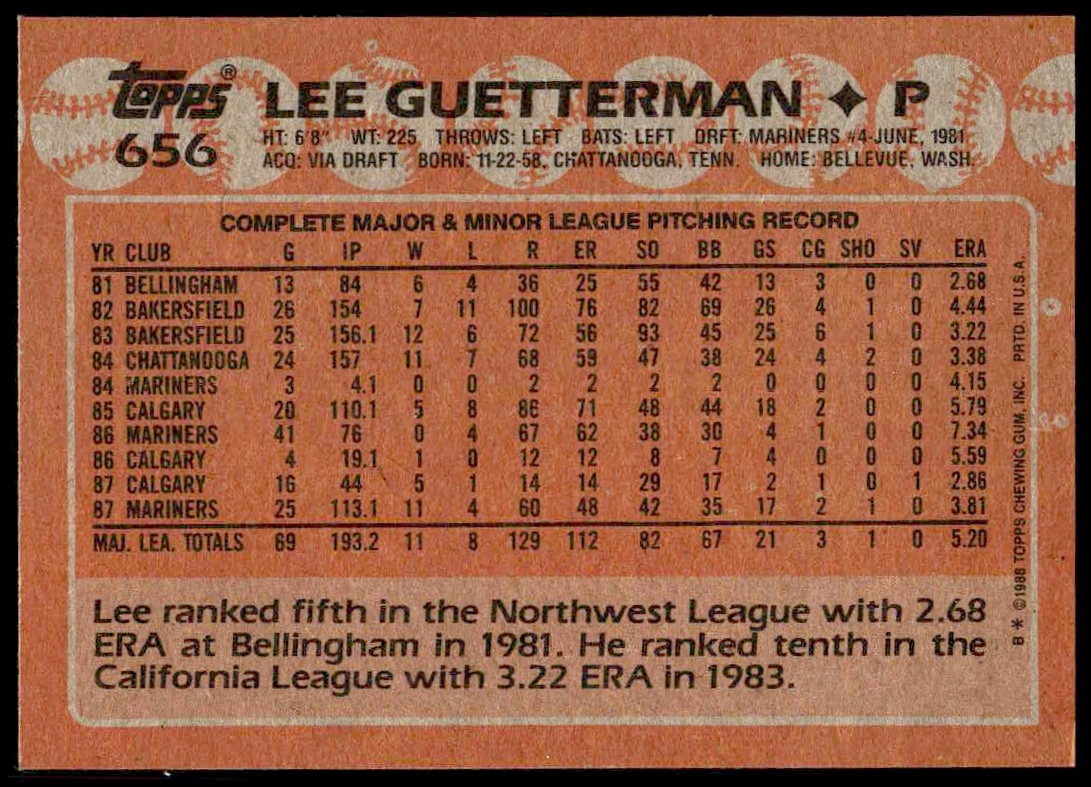 topps® LEE GUETTERMAN ✦ P
656 HT: 6'8" WT: 225 THROWS: LEFT BATS: LEFT DRFT: MARINERS #4-JUNE, 1981
ACQ: VIA DRAFT BORN: 11-22-58, CHATTANOOGA, TENN. HOME: BELLEVUE, WASH.
COMPLETE MAJOR & MINOR LEAGUE PITCHING RECORD
YR CLUB G IP W L R ER SO BB GS CG SHO SV ERA
81 BELLINGHAM 13 84 6 4 36 25 55 42 13 3 0 0 2.68
82 BAKERSFIELD 26 154 7 11 100 76 82 69 26 4 1 0 4.44
83 BAKERSFIELD 25 156.1 12 6 72 56 93 45 25 6 1 0 3.22
84 CHATTANOOGA 24 157 11 7 68 59 47 38 24 4 2 0 3.38
84 MARINERS 3 4.1 0 0 2 2 2 2 0 0 0 0 4.15
85 CALGARY 20 110.1 5 8 86 71 48 44 18 2 0 0 5.79
86 MARINERS 41 76 0 4 67 62 38 30 4 1 0 0 7.34
86 CALGARY 4 19.1 1 0 12 12 8 7 4 0 0 0 5.59
87 CALGARY 16 44 5 1 14 14 29 17 2 1 0 1 2.86
87 MARINERS 25 113.1 11 4 60 48 42 35 17 2 1 0 3.81
MAJ. LEA. TOTALS 69 193.2 11 8 129 112 82 67 21 3 1 0 5.20
Lee ranked fifth in the Northwest League with 2.68
ERA at Bellingham in 1981. He ranked tenth in the
California League with 3.22 ERA in 1983.
B * ©1988 TOPPS CHEWING GUM, INC. PRTD. IN U.S.A.